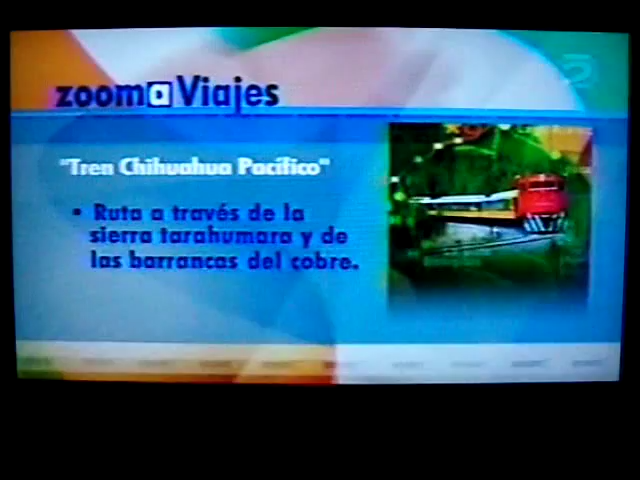 zoom a Viajes
"Tren Chihuahua Pacífico"
• Ruta a través de la
sierra tarahumara y de
las barrancas del cobre.